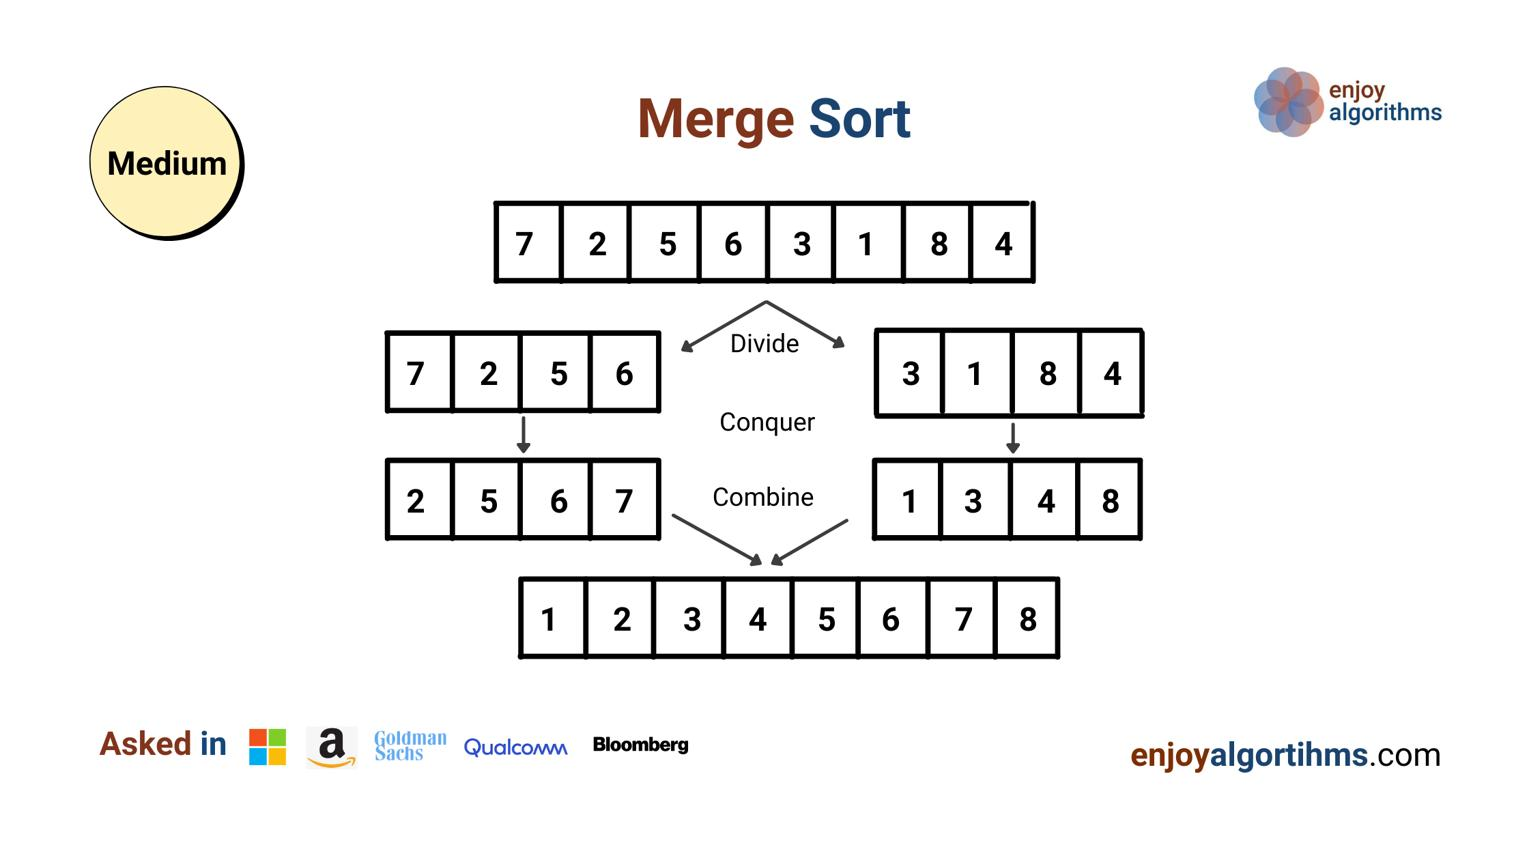 Medium
Merge Sort
enjoy
algorithms
7 2 5 6 3 1 8 4
Divide
7 2 5 6
3 1 8 4
Conquer
2 5 6 7
Combine
1 3 4 8
1 2 3 4 5 6 7 8
Asked in
a
Goldman
Sachs
Qualcomm
Bloomberg
enjoyalgortihms.com